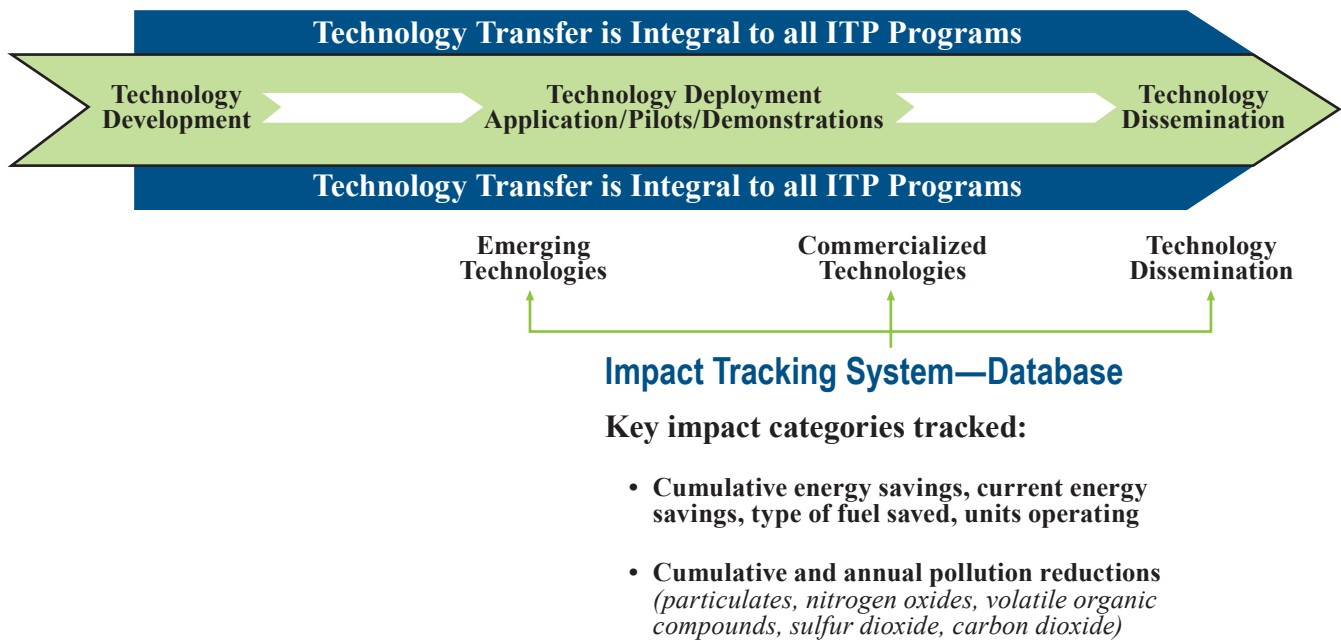 Technology Transfer is Integral to all ITP Programs
Technology
Development
Technology Deployment
Application/Pilots/Demonstrations
Technology
Dissemination
Technology Transfer is Integral to all ITP Programs
Emerging
Technologies
Commercialized
Technologies
Technology
Dissemination
Impact Tracking System—Database
Key impact categories tracked:
• Cumulative energy savings, current energy
savings, type of fuel saved, units operating
• Cumulative and annual pollution reductions
(particulates, nitrogen oxides, volatile organic
compounds, sulfur dioxide, carbon dioxide)